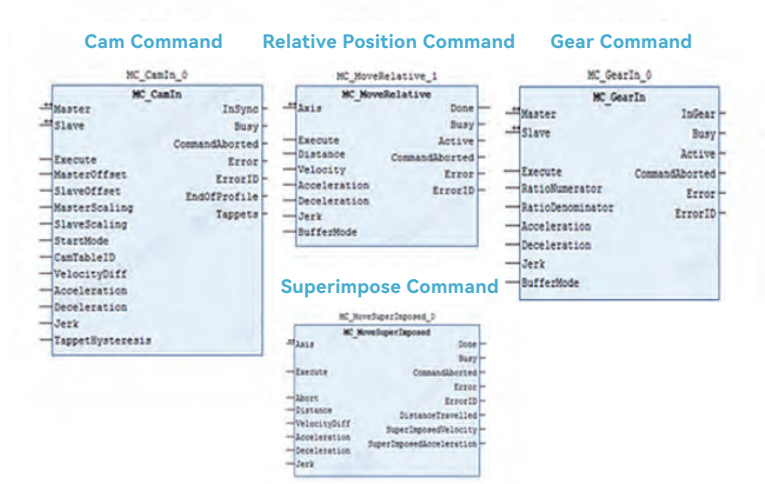 Cam Command
MC_CamIn_0
MC_CamIn
Master
Slave
Execute
MasterOffset
SlaveOffset
MasterScaling
SlaveScaling
StartMode
CamTableID
VelocityDiff
Acceleration
Deceleration
Jerk
TappetHysteresis
InSync
Busy
CommandAborted
Error
ErrorID
EndOfProfile
Tappets
Relative Position Command
MC_MoveRelative_1
MC_MoveRelative
Axis
Execute
Distance
Velocity
Acceleration
Deceleration
Jerk
BufferMode
Done
Busy
Active
CommandAborted
Error
ErrorID
Gear Command
MC_GearIn_0
MC_GearIn
Master
Slave
Execute
RatioNumerator
RatioDenominator
Acceleration
Deceleration
Jerk
BufferMode
InGear
Busy
Active
CommandAborted
Error
ErrorID
Superimpose Command
MC_MoveSuperImposed_0
MC_MoveSuperImposed
Axis
Execute
Abort
Distance
VelocityDiff
Acceleration
Deceleration
Jerk
Done
Busy
CommandAborted
Error
ErrorID
DistanceTravelled
SuperImposedVelocity
SuperImposedAcceleration